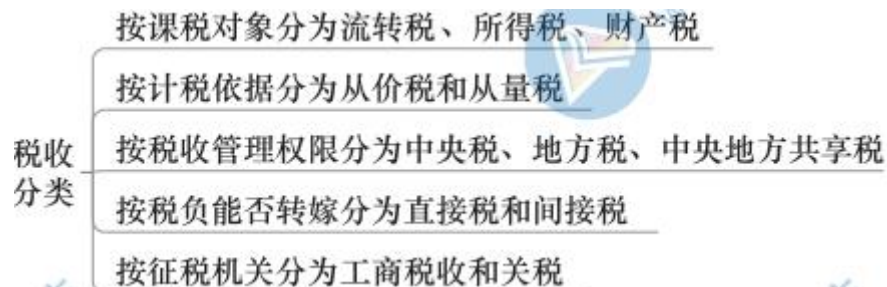 按课税对象分为流转税、所得税、财产税
按计税依据分为从价税和从量税
税收
分类
按税收管理权限分为中央税、地方税、中央地方共享税
按税负能否转嫁分为直接税和间接税
按征税机关分为工商税收和关税